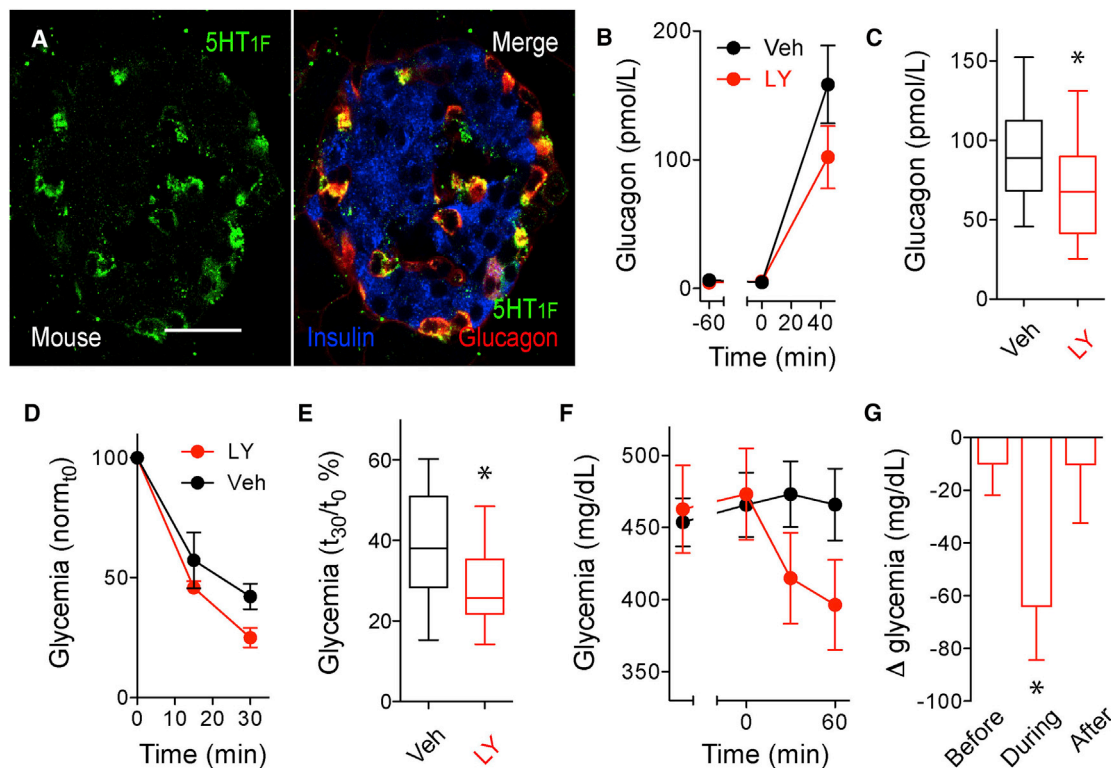 A
5HT1F
Mouse
Merge
5HT1F
Insulin
Glucagon
B
Glucagon (pmol/L)
200
150
100
50
0
Veh
LY
-60
0
20
40
Time (min)
C
Glucagon (pmol/L)
150
100
50
0
*
Veh
LY
D
Glycemia (normt0)
100
50
0
LY
Veh
0
10
20
30
Time (min)
E
Glycemia (t30/t0 %)
60
40
20
0
*
Veh
LY
F
Glycemia (mg/dL)
500
450
400
350
0
60
Time (min)
G
Δ glycemia (mg/dL)
0
-20
-40
-60
-80
-100
*
Before
During
After